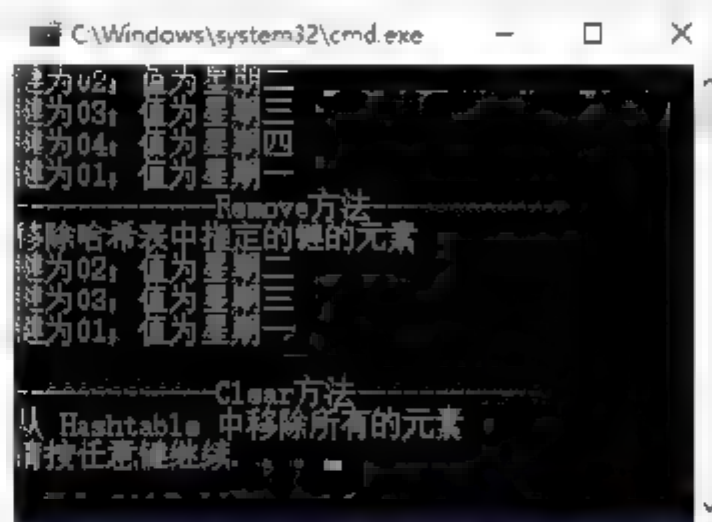 C:\Windows\system32\cmd.exe
键为02; 值为星期二
键为03; 值为星期三
键为04; 值为星期四
键为01; 值为星期一
--------------------Remove方法--------------------
移除哈希表中指定的键的元素
键为02; 值为星期二
键为03; 值为星期三
键为01; 值为星期一
--------------------Clear方法--------------------
从 Hashtable 中移除所有的元素
请按任意键继续. . .